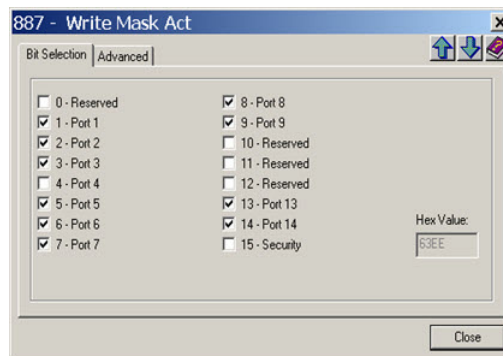 887 - Write Mask Act
Bit Selection
Advanced
0 - Reserved
1 - Port 1
2 - Port 2
3 - Port 3
4 - Port 4
5 - Port 5
6 - Port 6
7 - Port 7
8 - Port 8
9 - Port 9
10 - Reserved
11 - Reserved
12 - Reserved
13 - Port 13
14 - Port 14
15 - Security
Hex Value:
63EE
Close